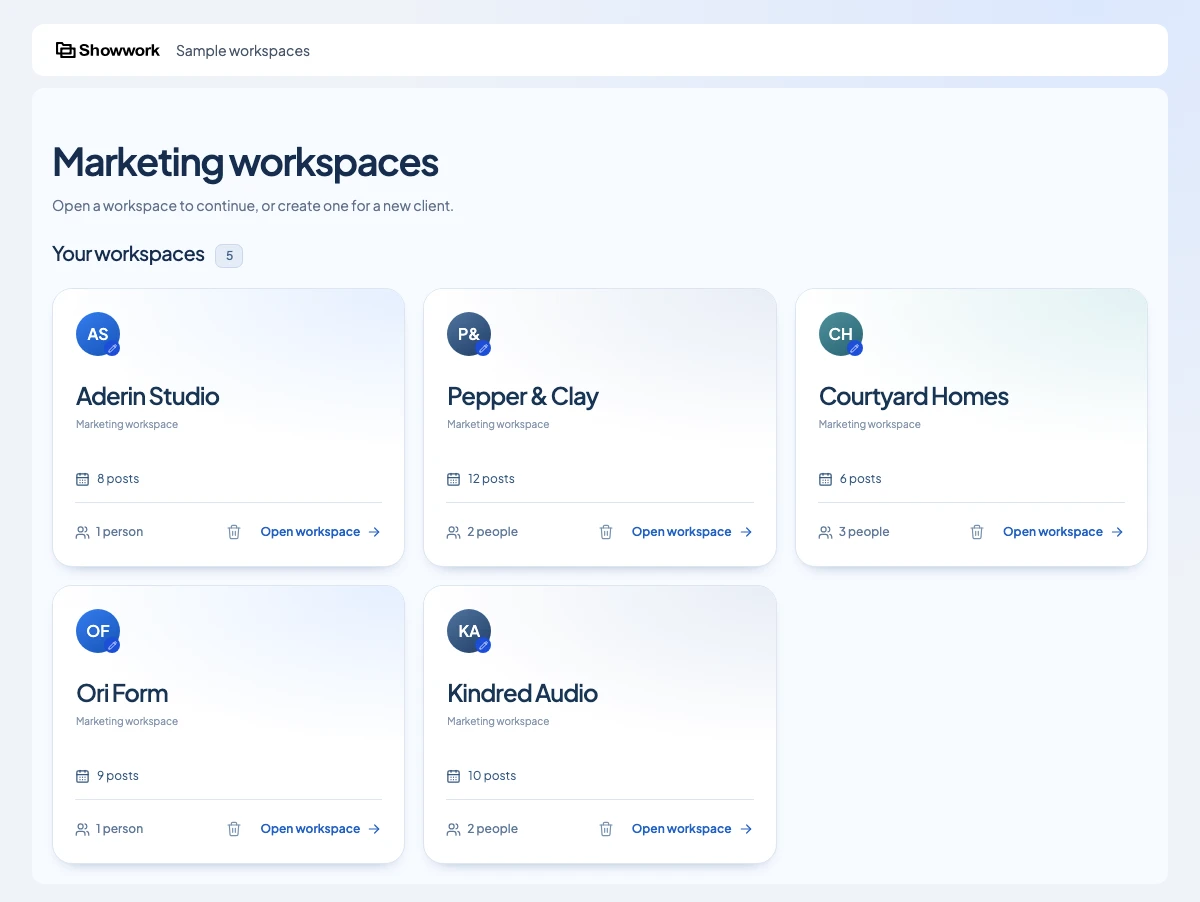 Showwork Sample workspaces
Marketing workspaces
Open a workspace to continue, or create one for a new client.
Your workspaces 5
AS
Aderin Studio
Marketing workspace
8 posts
1 person Open workspace
P&
Pepper & Clay
Marketing workspace
12 posts
2 people Open workspace
CH
Courtyard Homes
Marketing workspace
6 posts
3 people Open workspace
OF
Ori Form
Marketing workspace
9 posts
1 person Open workspace
KA
Kindred Audio
Marketing workspace
10 posts
2 people Open workspace